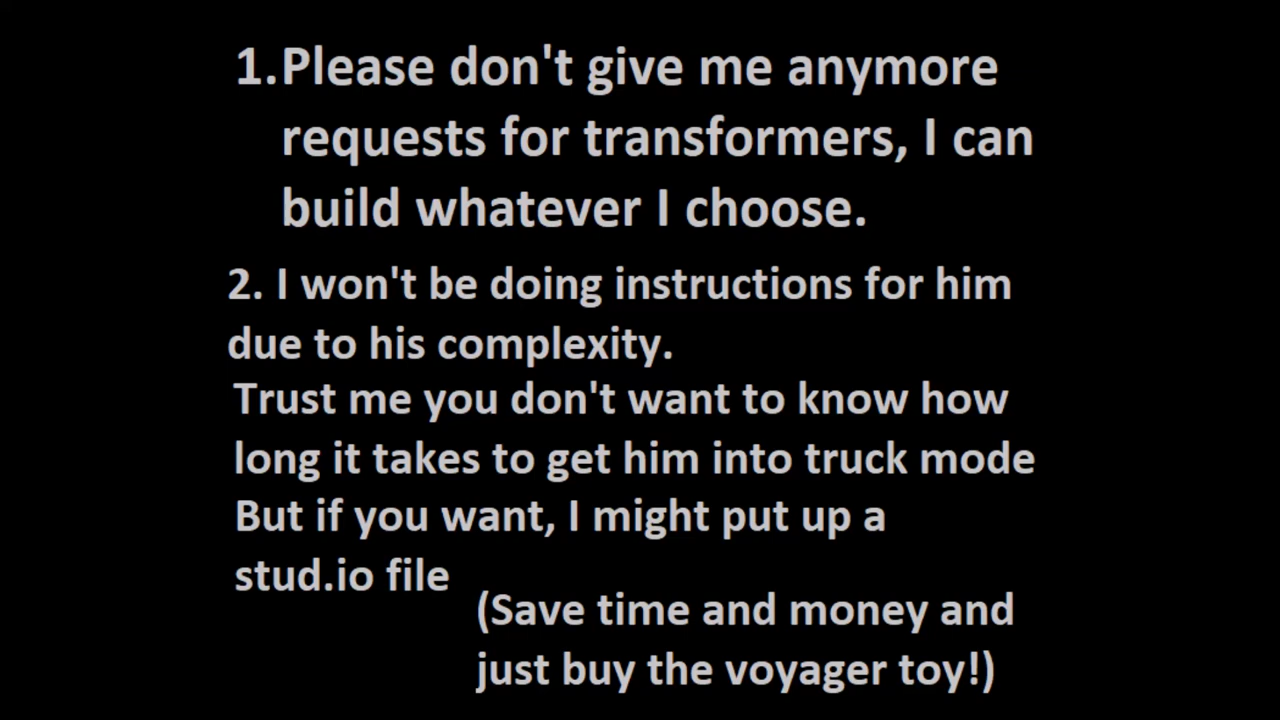 1.Please don't give me anymore
requests for transformers, I can
build whatever I choose.
2. I won't be doing instructions for him
due to his complexity.
Trust me you don't want to know how
long it takes to get him into truck mode
But if you want, I might put up a
stud.io file
(Save time and money and
just buy the voyager toy!)